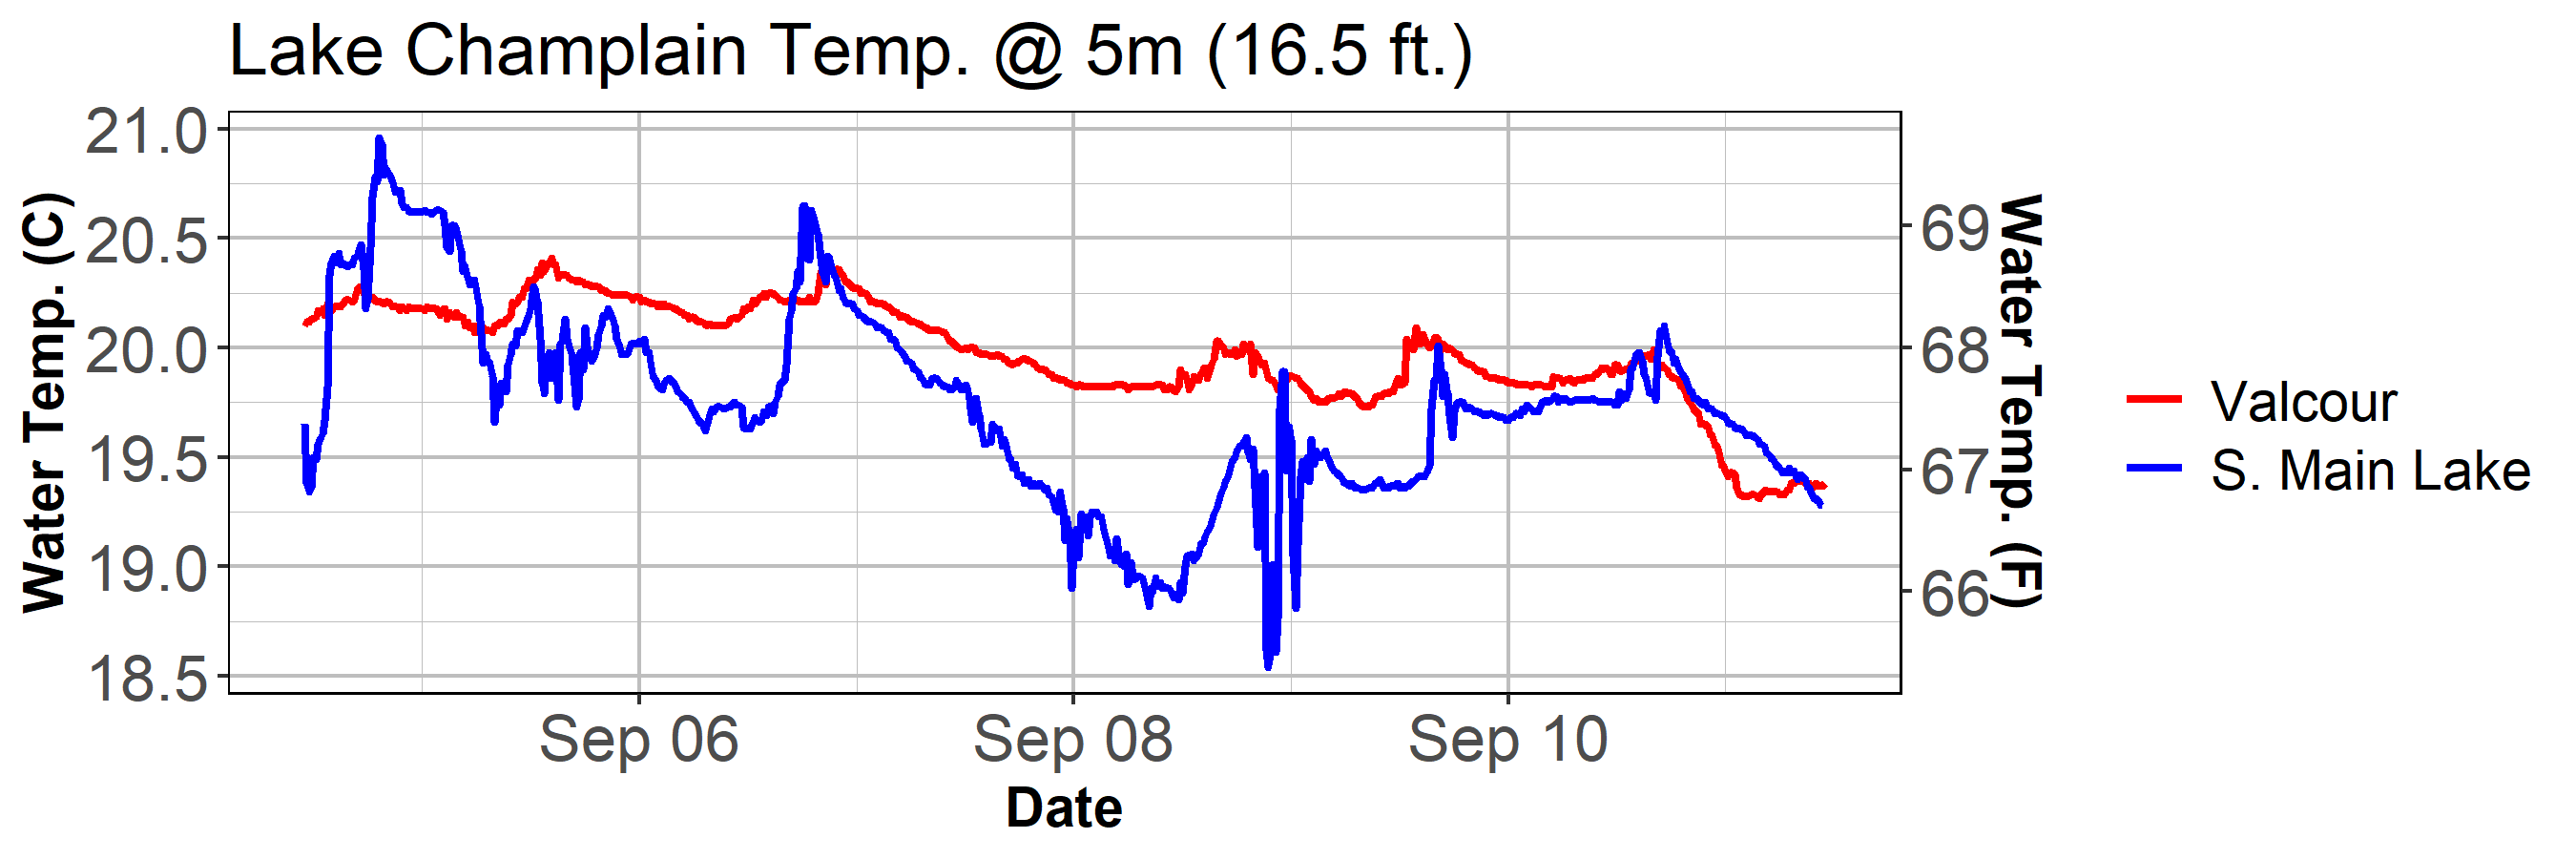 Lake Champlain Temp. @ 5m (16.5 ft.)
Water Temp. (C)
21.0
20.5
20.0
19.5
19.0
18.5
69
68
67
66
Water Temp. (F)
Sep 06
Sep 08
Sep 10
Date
Valcour
S. Main Lake